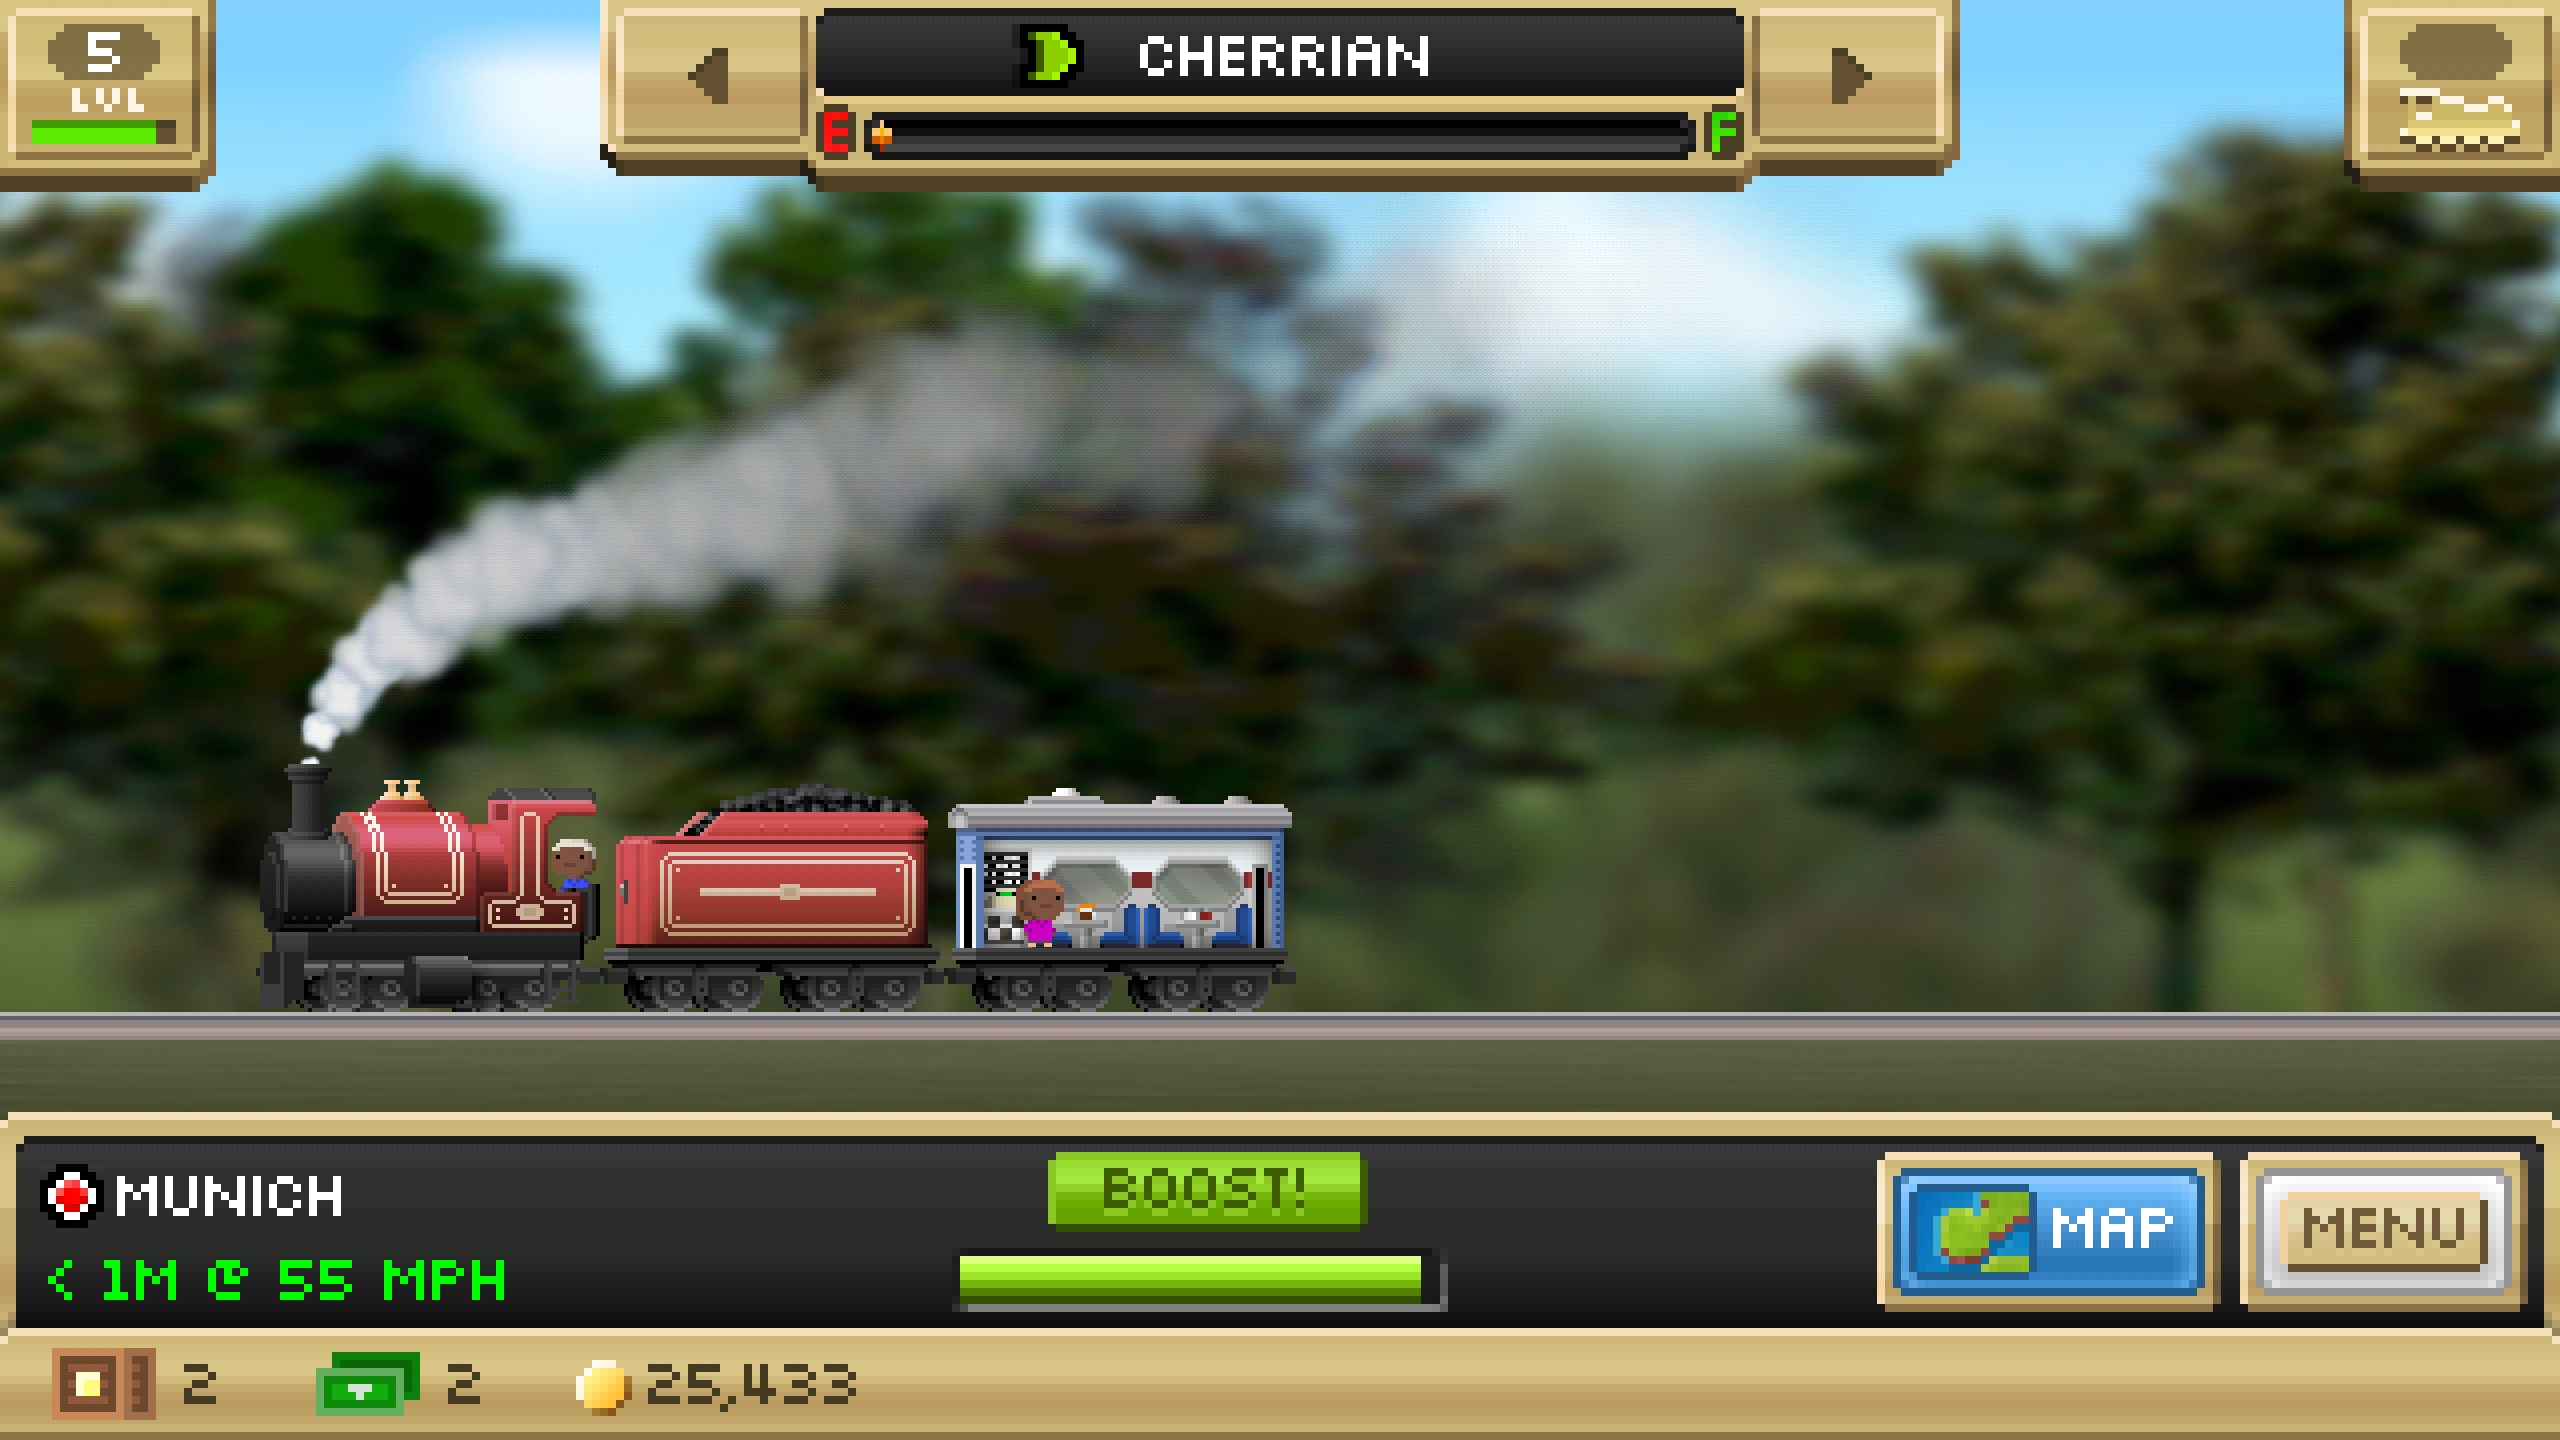 5
LVL
CHERRIAN
E F
MUNICH
< 1M @ 55 MPH
BOOST!
MAP
MENU
2 2 25,433